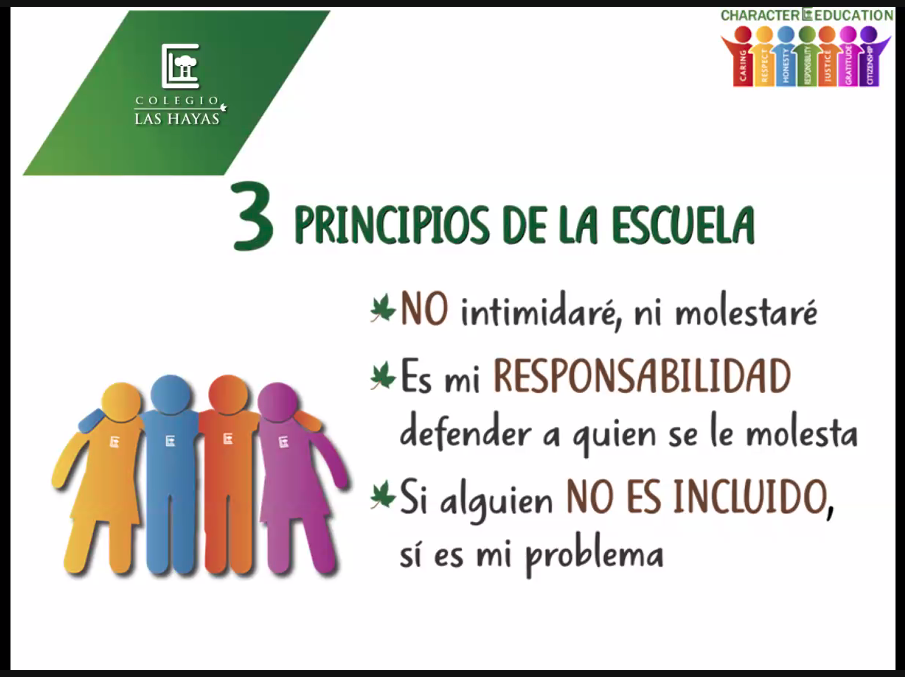 CHARACTER EDUCATION
CARING
RESPECT
HONESTY
RESPONSIBILITY
JUSTICE
GRATITUDE
CITIZENSHIP
COLEGIO
LAS HAYAS
3 PRINCIPIOS DE LA ESCUELA
NO intimidaré, ni molestaré
Es mi RESPONSABILIDAD
defender a quien se le molesta
Si alguien NO ES INCLUIDO,
sí es mi problema